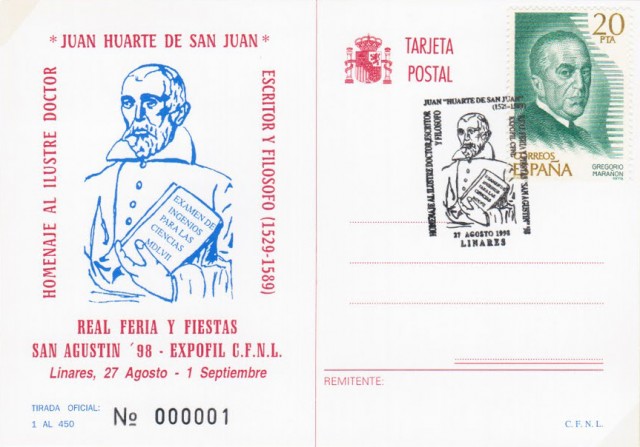 * JUAN HUARTE DE SAN JUAN *
HOMENAJE AL ILUSTRE DOCTOR
ESCRITOR Y FILOSOFO (1529-1589)
EXAMEN DE
INGENIOS
PARA LAS
CIENCIAS
MDLVII
REAL FERIA Y FIESTAS
SAN AGUSTIN ´98 - EXPOFIL C.F.N.L.
Linares, 27 Agosto - 1 Septiembre
TIRADA OFICIAL:
1 AL 450
Nº 000001
TARJETA
POSTAL
20
PTA
CORREOS
ESPAÑA
GREGORIO
MARAÑON
JUAN "HUARTE DE SAN JUAN"
(1529-1589)
HOMENAJE AL ILUSTRE DOCTOR, ESCRITOR
Y FILOSOFO
27 AGOSTO 1998
LINARES
REMITENTE:
C.F.N.L.